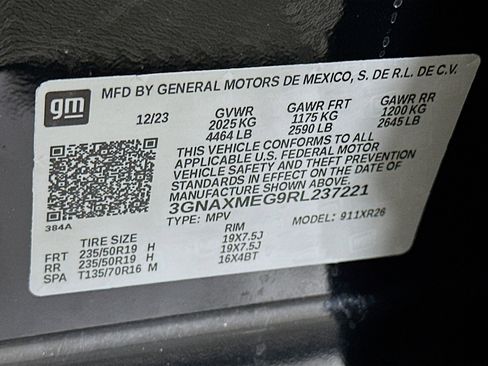 gm
MFD BY GENERAL MOTORS DE MEXICO, S. DE R.L. DE C.V.
12/23 GVWR GAWR FRT GAWR RR
2025 KG 1175 KG 1200 KG
4464 LB 2590 LB 2645 LB
THIS VEHICLE CONFORMS TO ALL
APPLICABLE U.S. FEDERAL MOTOR
VEHICLE SAFETY AND THEFT PREVENTION
STANDARDS IN EFFECT ON THE DATE OF
MANUFACTURE SHOWN ABOVE.
3GNAXMEG9RL237221
384A
TYPE: MPV MODEL: 911XR26
TIRE SIZE RIM
FRT 235/50R19 H 19X7.5J
RR 235/50R19 H 19X7.5J
SPA T135/70R16 M 16X4BT